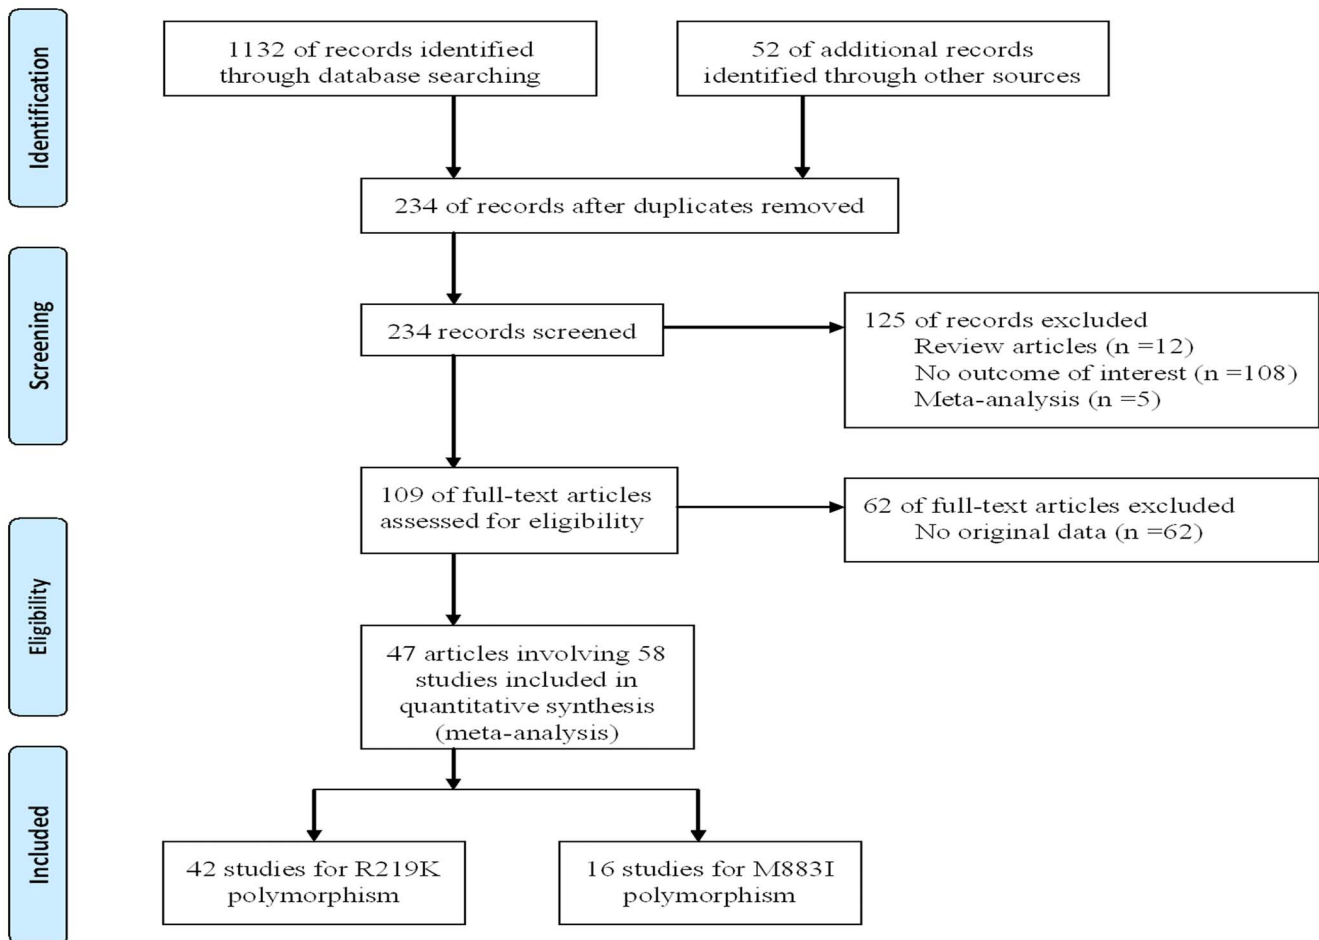 Identification
1132 of records identified
through database searching
52 of additional records
identified through other sources
234 of records after duplicates removed
Screening
234 records screened
125 of records excluded
Review articles (n =12)
No outcome of interest (n =108)
Meta-analysis (n =5)
Eligibility
109 of full-text articles
assessed for eligibility
62 of full-text articles excluded
No original data (n =62)
47 articles involving 58
studies included in
quantitative synthesis
(meta-analysis)
Included
42 studies for R219K
polymorphism
16 studies for M883I
polymorphism